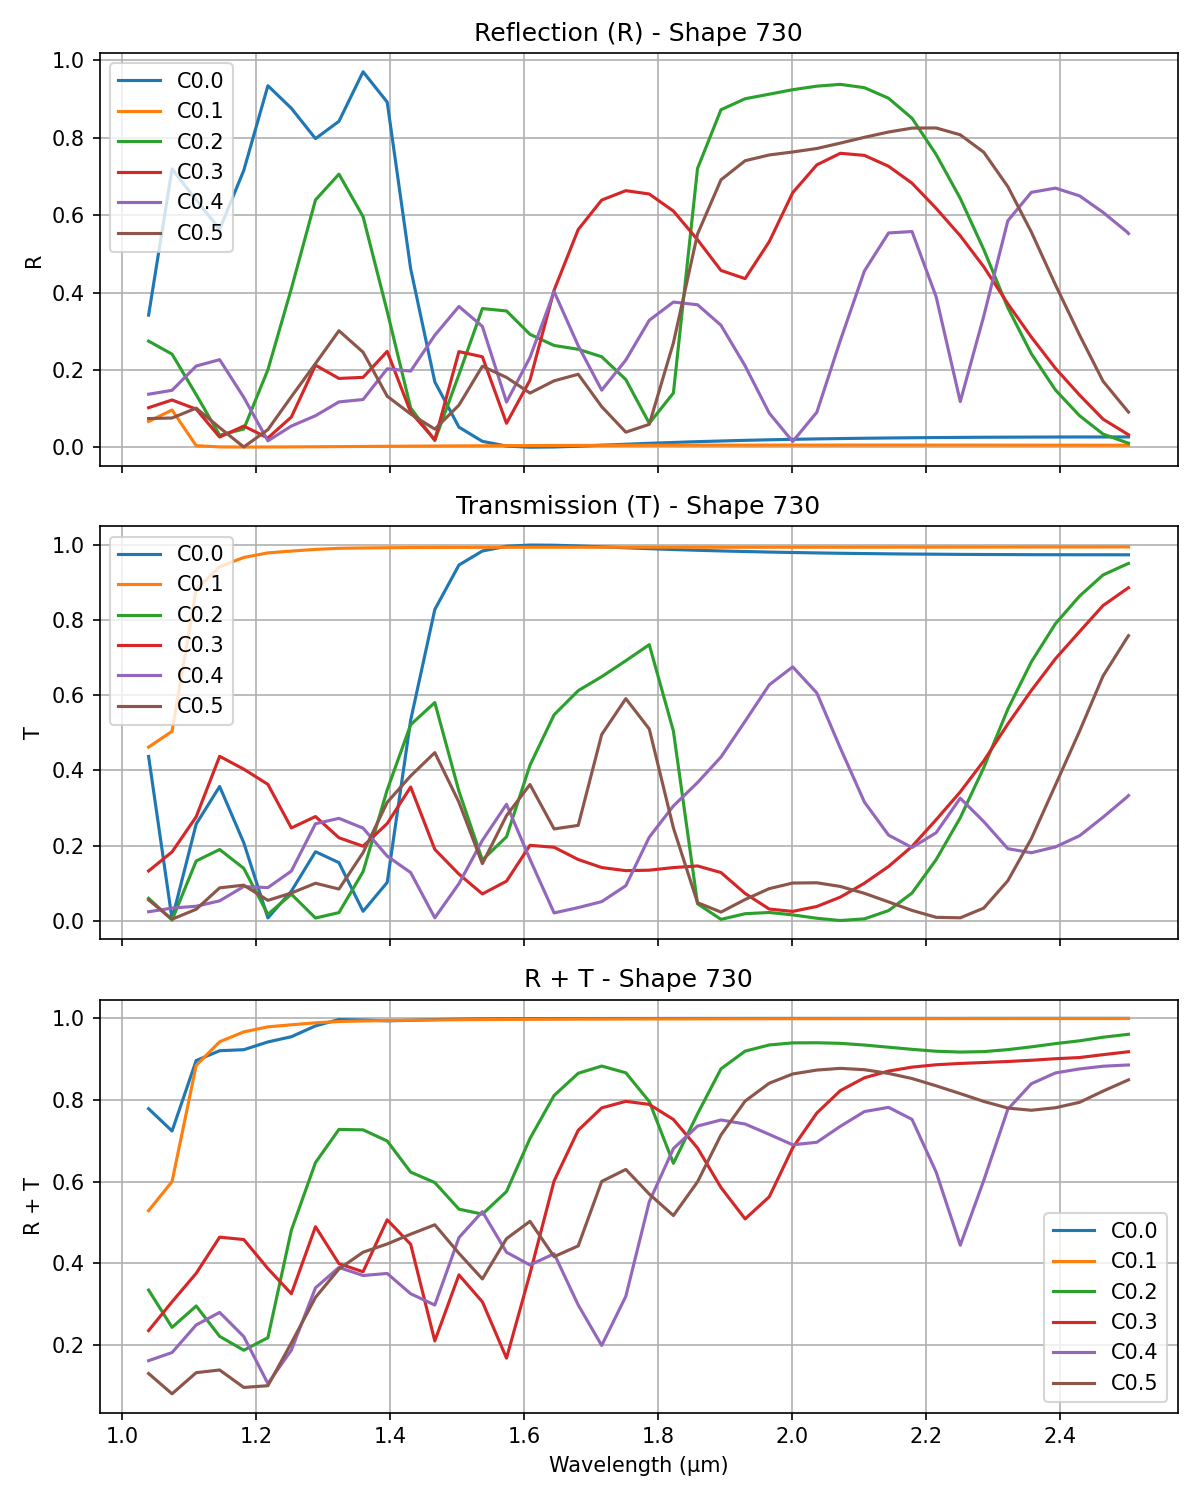 Reflection (R) - Shape 730
1.0
0.8
0.6
0.4
0.2
0.0
R
C0.0
C0.1
C0.2
C0.3
C0.4
C0.5
Transmission (T) - Shape 730
1.0
0.8
0.6
0.4
0.2
0.0
T
C0.0
C0.1
C0.2
C0.3
C0.4
C0.5
R + T - Shape 730
1.0
0.8
0.6
0.4
0.2
R + T
C0.0
C0.1
C0.2
C0.3
C0.4
C0.5
1.0 1.2 1.4 1.6 1.8 2.0 2.2 2.4
Wavelength (μm)